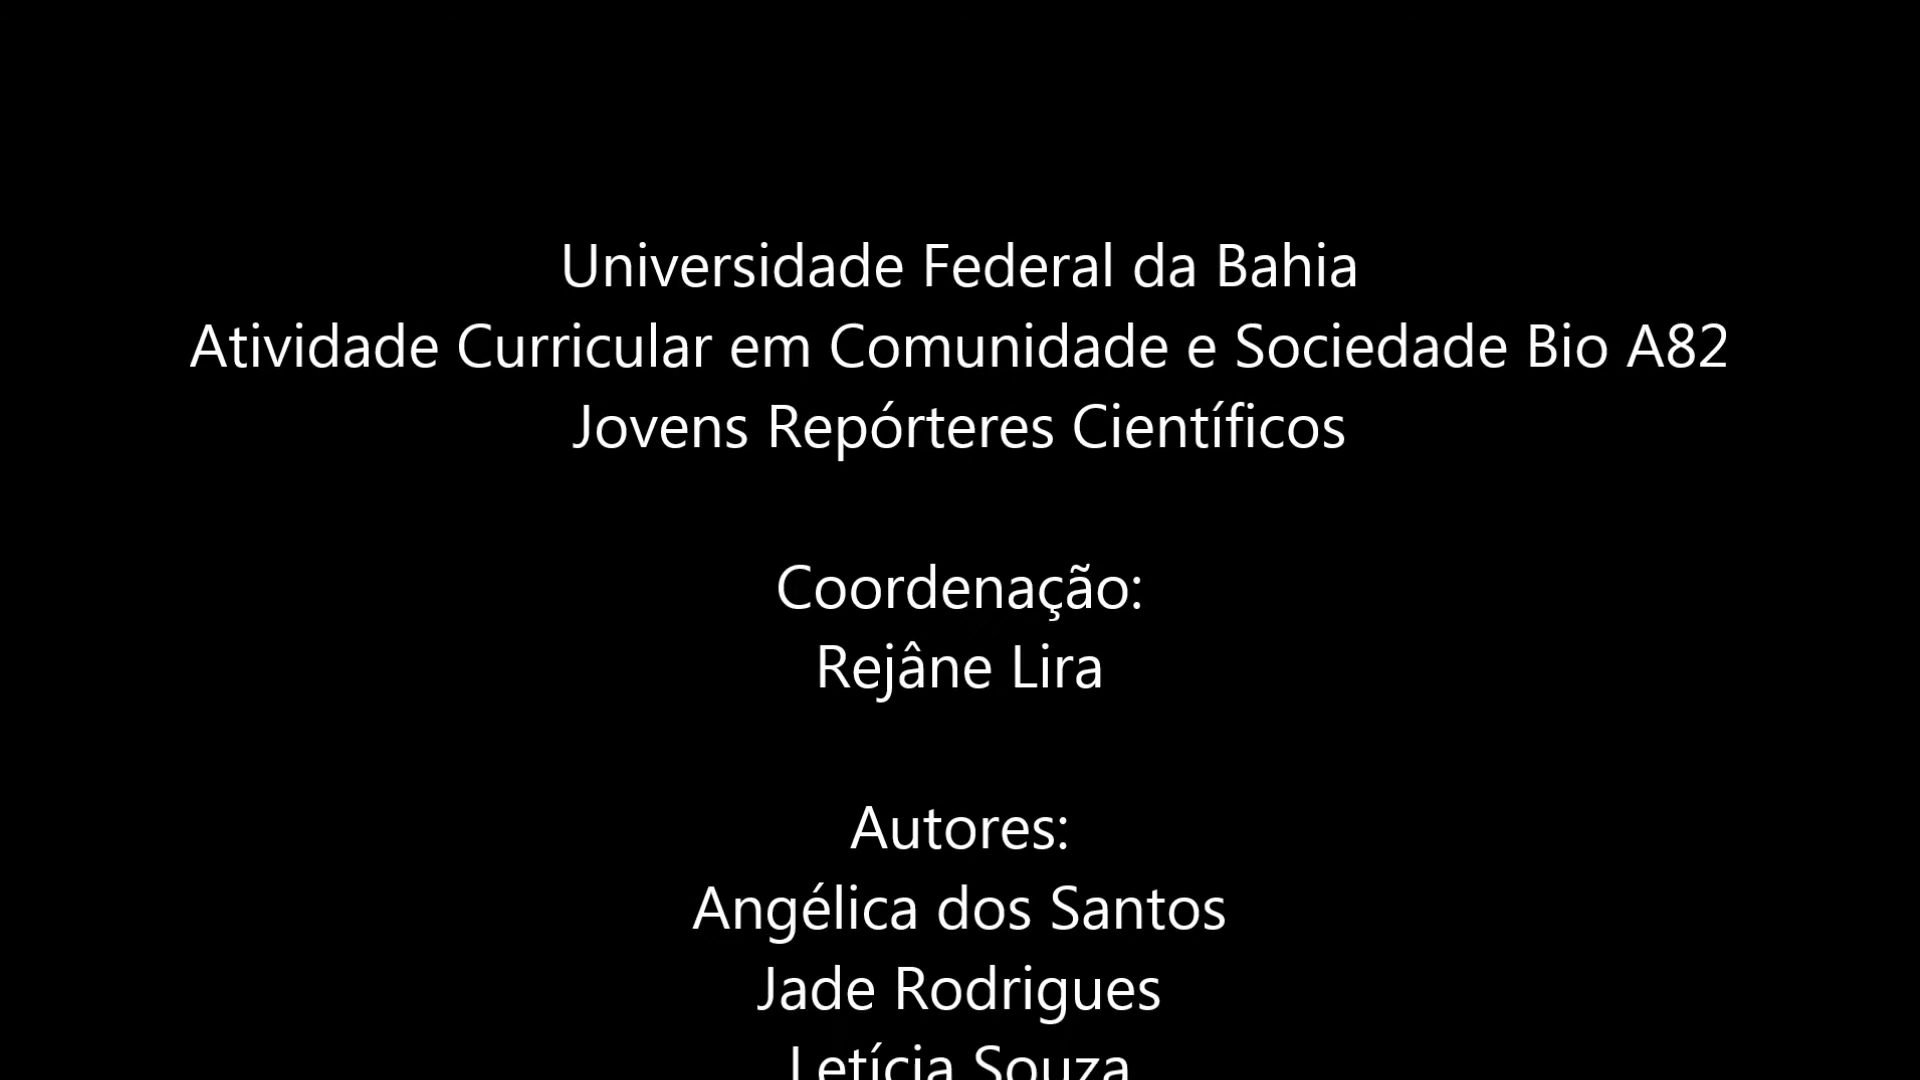 Universidade Federal da Bahia
Atividade Curricular em Comunidade e Sociedade Bio A82
Jovens Repórteres Científicos
Coordenação:
Rejâne Lira
Autores:
Angélica dos Santos
Jade Rodrigues
Letícia Souza